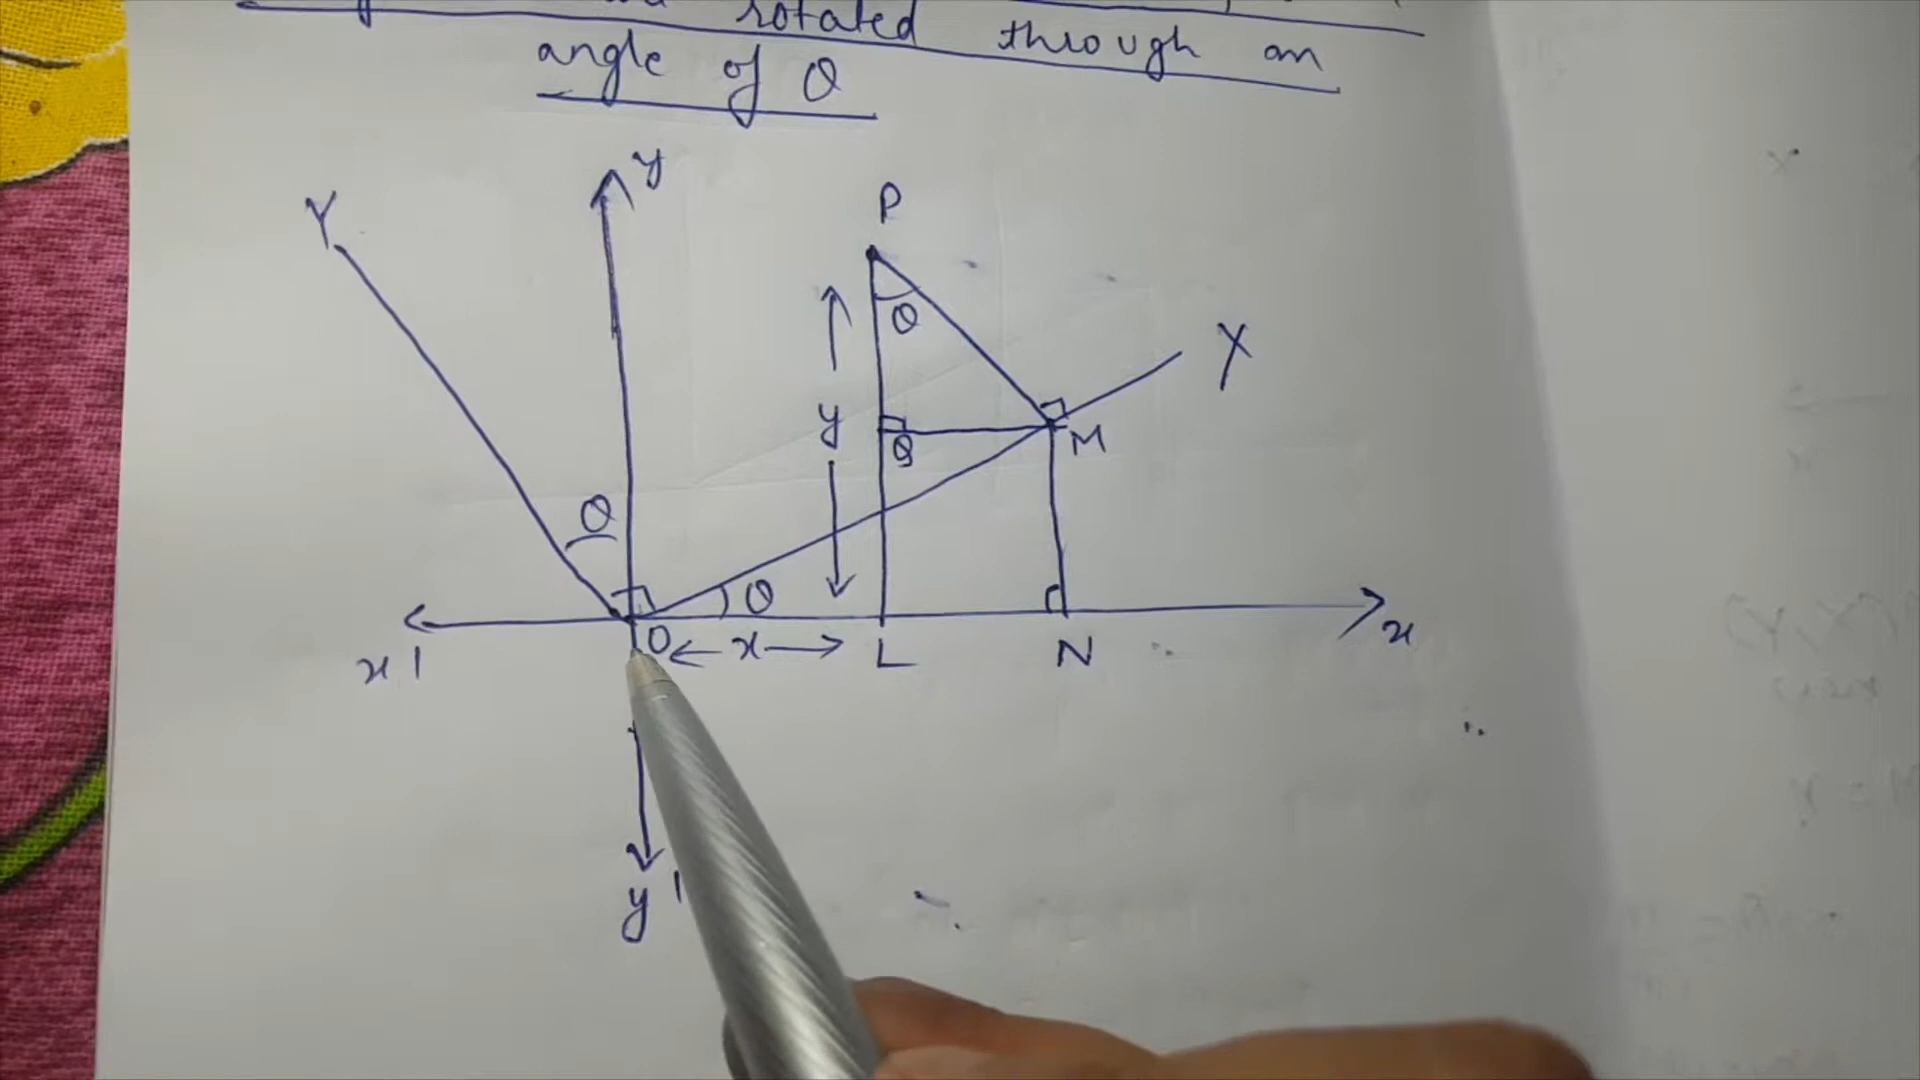 rotated through an
angle of θ
y
Y
P
θ
X
y
M
Q
θ
θ
O
x
L
N
x
x'
y'